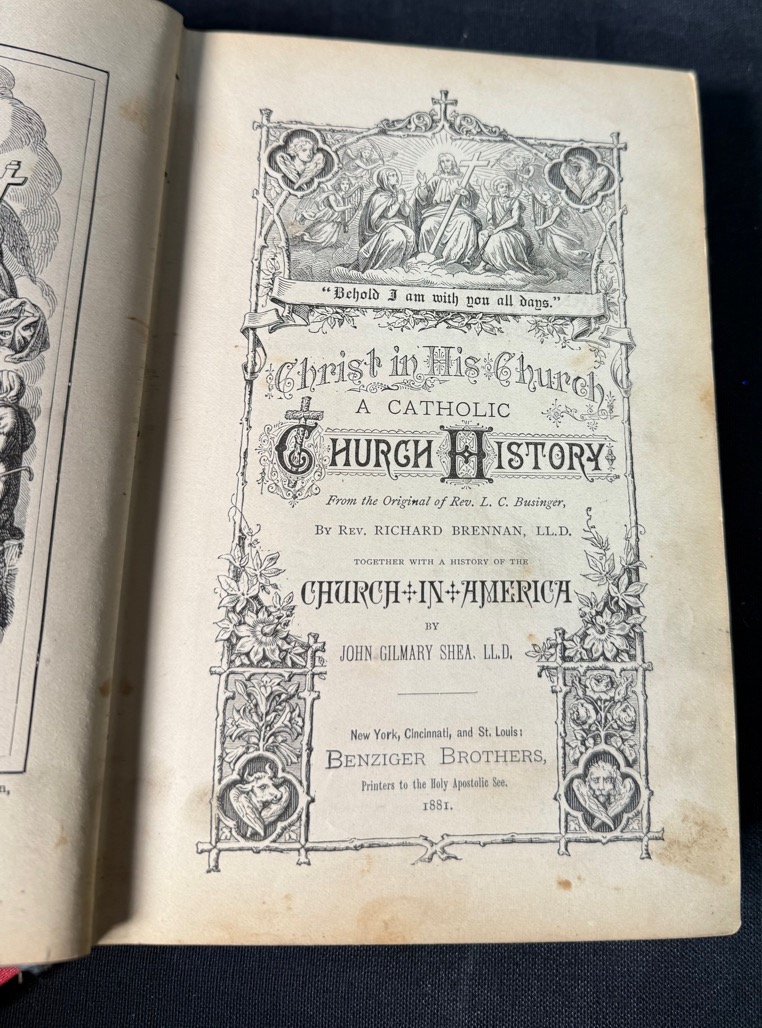 "Behold I am with you all days."
Christ in His Church
A CATHOLIC
CHURCH HISTORY
From the Original of Rev. L. C. Businger,
BY REV. RICHARD BRENNAN, LL.D.
TOGETHER WITH A HISTORY OF THE
CHURCH IN AMERICA
BY
JOHN GILMARY SHEA. LL.D.
New York, Cincinnati, and St. Louis:
BENZIGER BROTHERS,
Printers to the Holy Apostolic See.
1881.